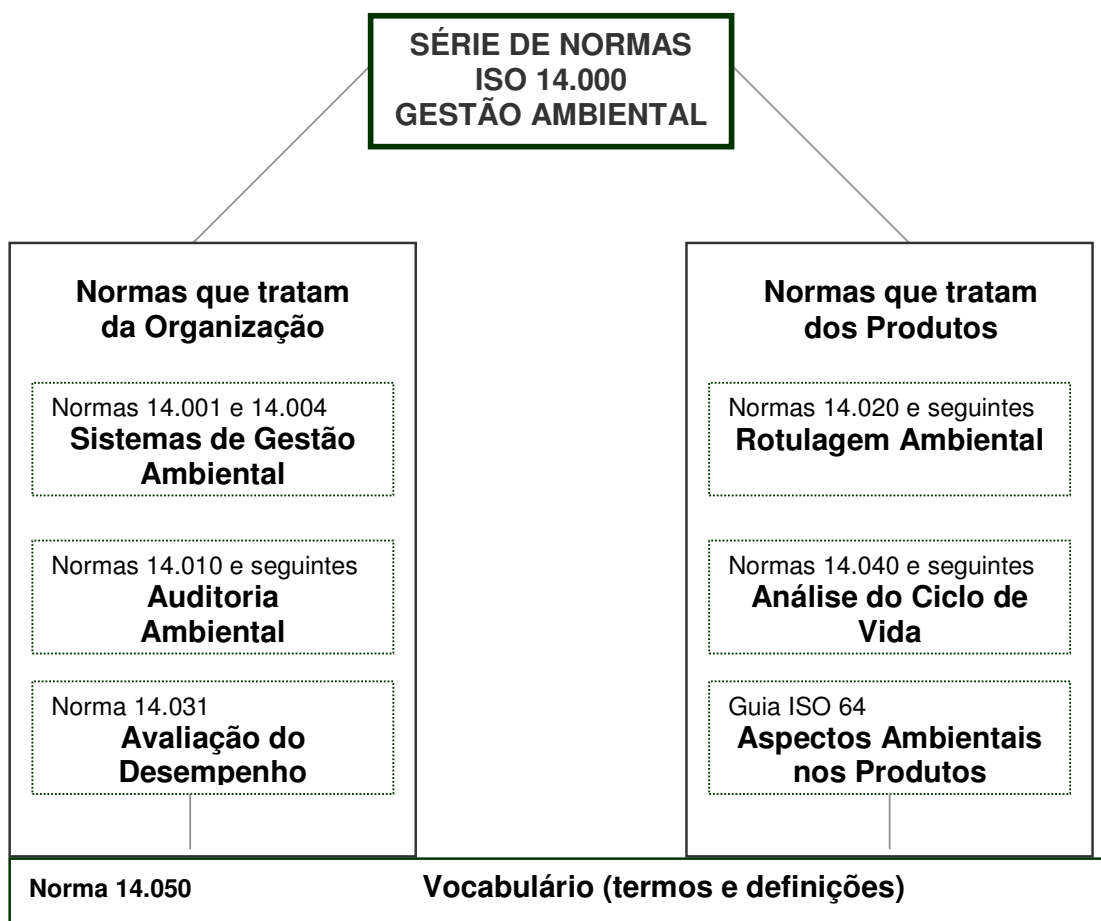 SÉRIE DE NORMAS
ISO 14.000
GESTÃO AMBIENTAL
Normas que tratam
da Organização
Normas 14.001 e 14.004
Sistemas de Gestão
Ambiental
Normas 14.010 e seguintes
Auditoria
Ambiental
Norma 14.031
Avaliação do
Desempenho
Normas que tratam
dos Produtos
Normas 14.020 e seguintes
Rotulagem Ambiental
Normas 14.040 e seguintes
Análise do Ciclo de
Vida
Guia ISO 64
Aspectos Ambientais
nos Produtos
Norma 14.050 Vocabulário (termos e definições)